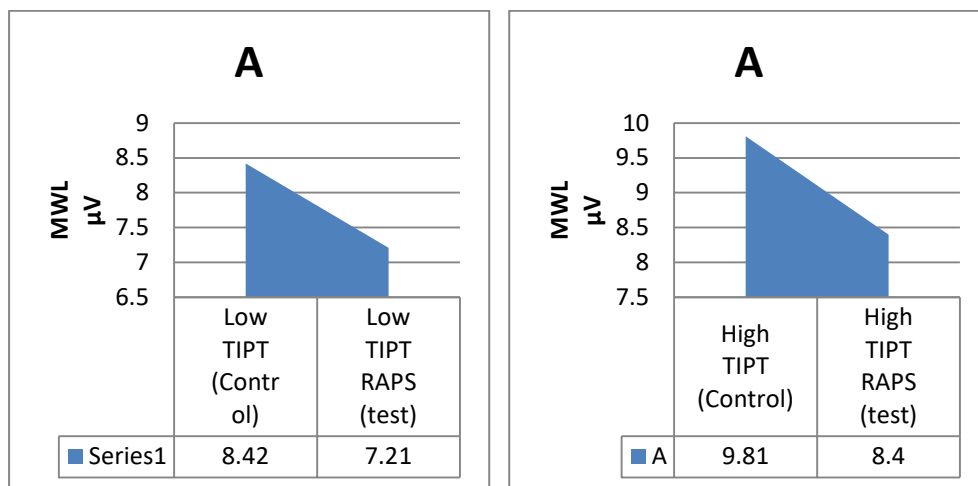 A
9
8.5
8
7.5
7
6.5
MWL
µV
Low
TIPT
(Contr
ol)
Low
TIPT
RAPS
(test)
Series1 8.42 7.21
A
10
9.5
9
8.5
8
7.5
MWL
µV
High
TIPT
(Control)
High
TIPT
RAPS
(test)
A 9.81 8.4